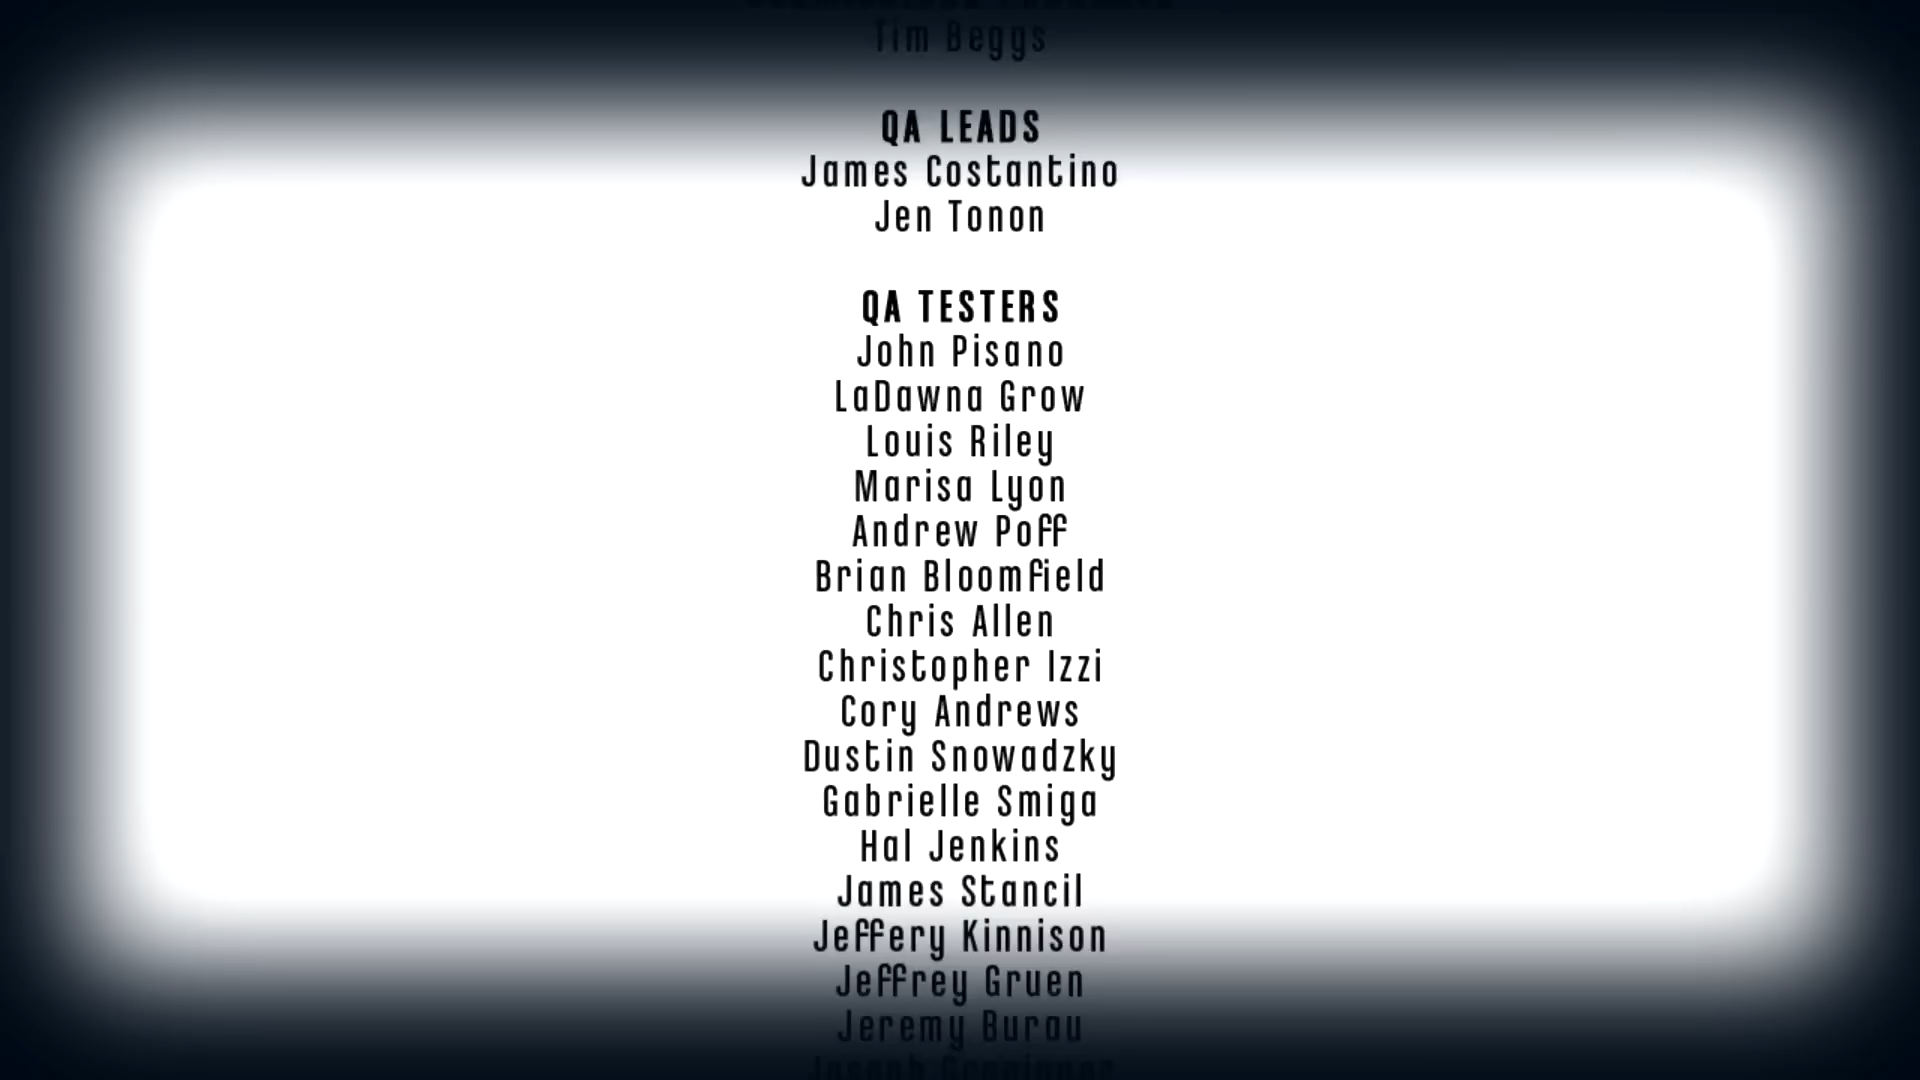 Tim Beggs
QA LEADS
James Costantino
Jen Tonon
QA TESTERS
John Pisano
LaDawna Grow
Louis Riley
Marisa Lyon
Andrew Poff
Brian Bloomfield
Chris Allen
Christopher Izzi
Cory Andrews
Dustin Snowadzky
Gabrielle Smiga
Hal Jenkins
James Stancil
Jeffery Kinnison
Jeffrey Gruen
Jeremy Burau
Joseph